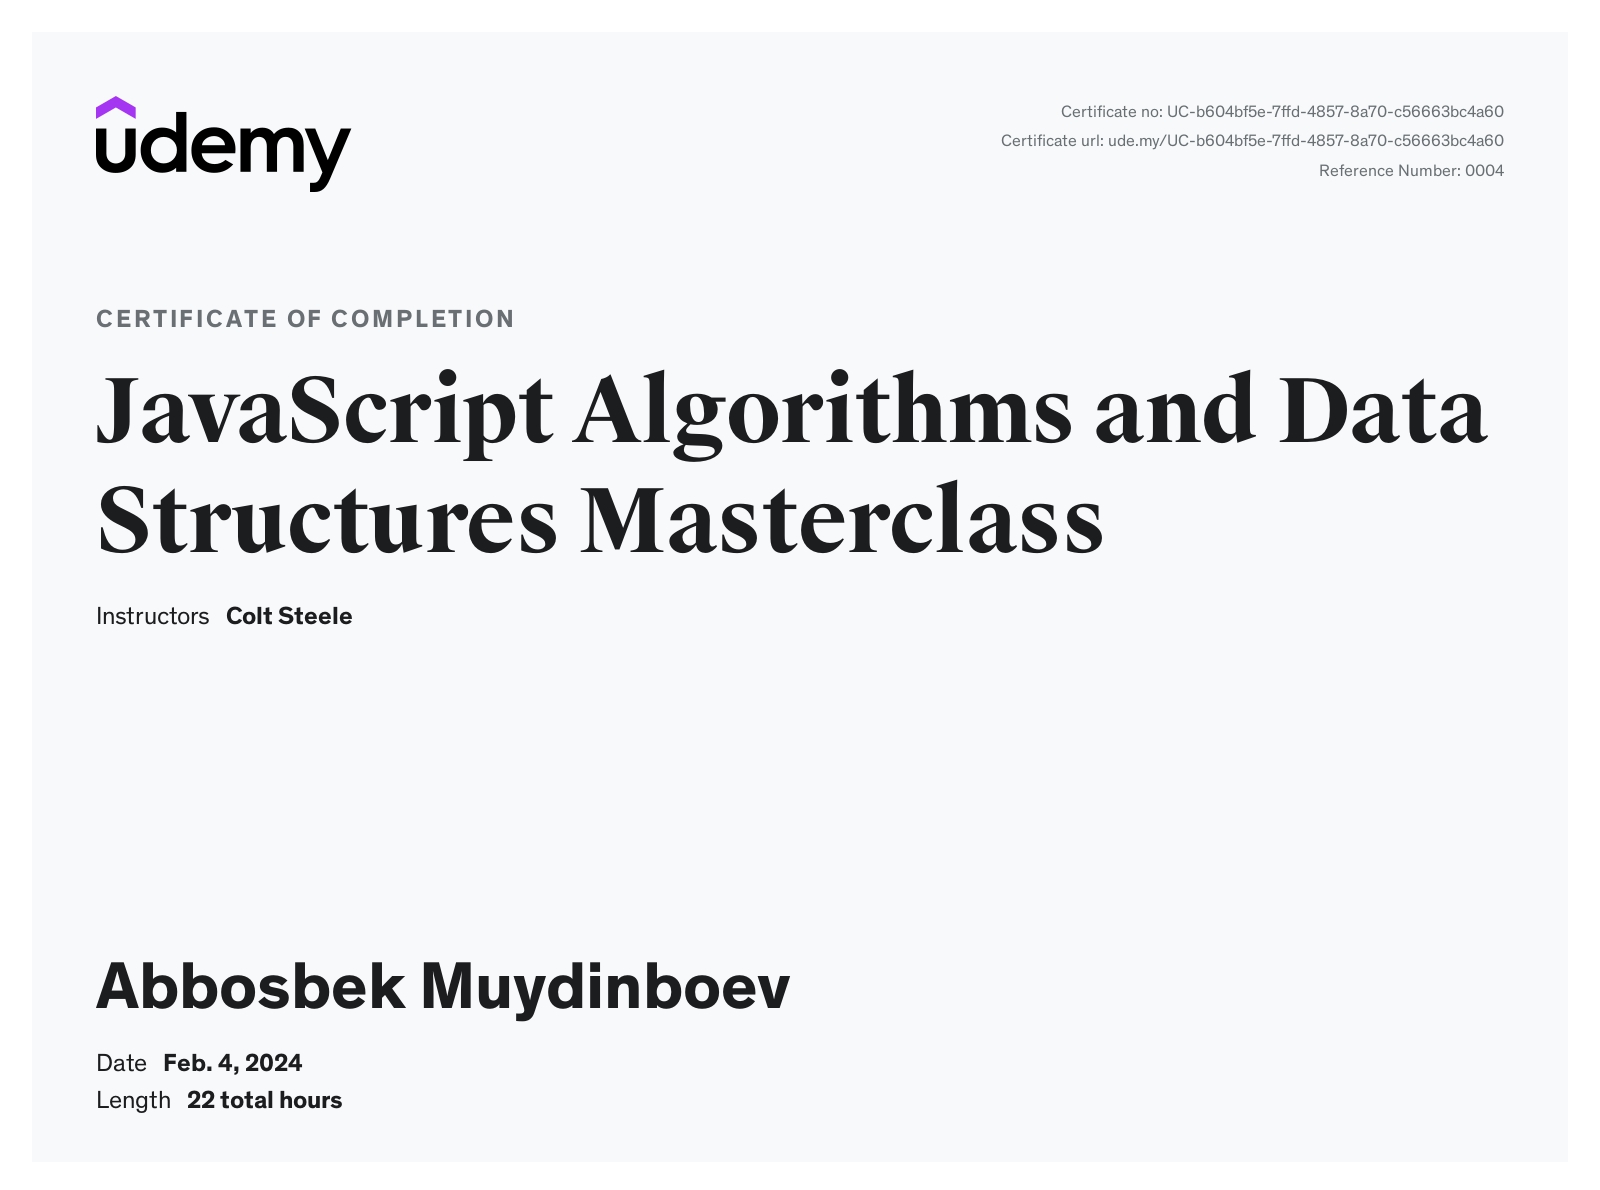 udemy
Certificate no: UC-b604bf5e-7ffd-4857-8a70-c56663bc4a60
Certificate url: ude.my/UC-b604bf5e-7ffd-4857-8a70-c56663bc4a60
Reference Number: 0004
CERTIFICATE OF COMPLETION
JavaScript Algorithms and Data
Structures Masterclass
Instructors Colt Steele
Abbosbek Muydinboev
Date Feb. 4, 2024
Length 22 total hours